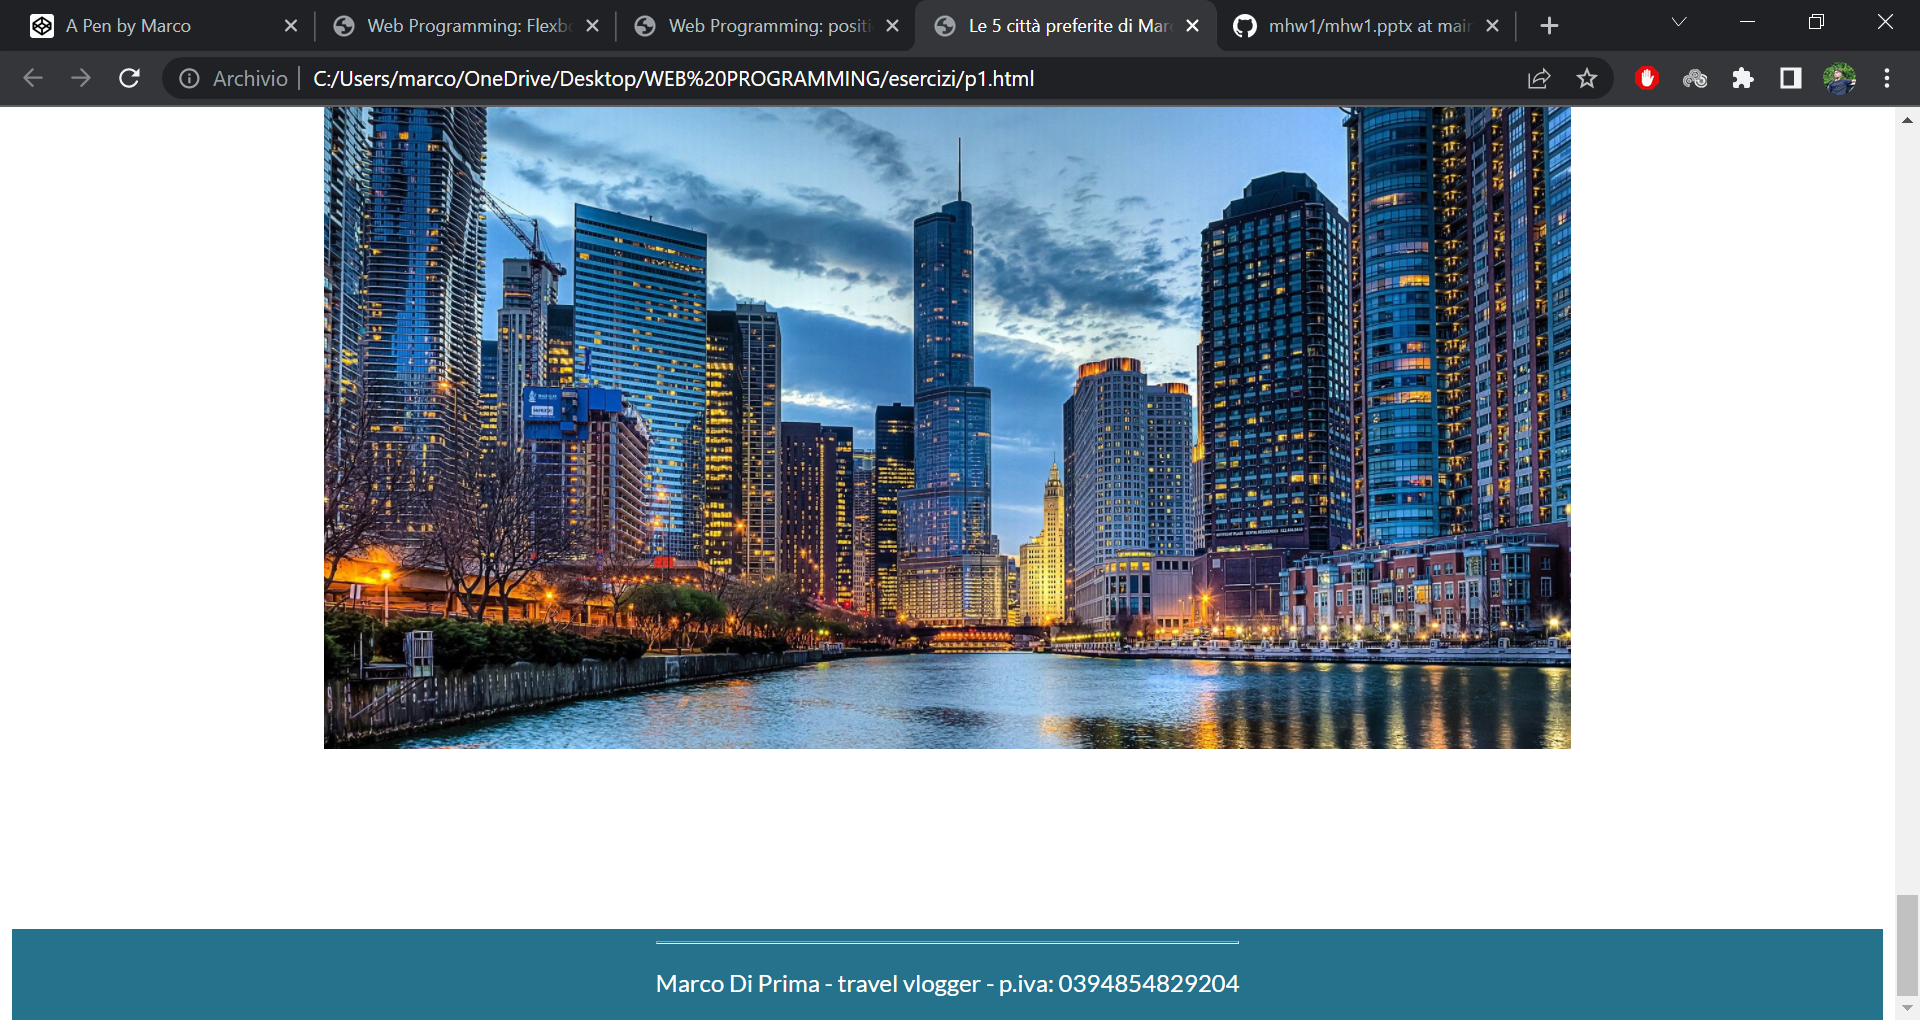 A Pen by Marco
Web Programming: Flexbo
Web Programming: positi
Le 5 città preferite di Mar
mhw1/mhw1.pptx at mair
Archivio
C:/Users/marco/OneDrive/Desktop/WEB%20PROGRAMMING/esercizi/p1.html
Marco Di Prima - travel vlogger - p.iva: 0394854829204